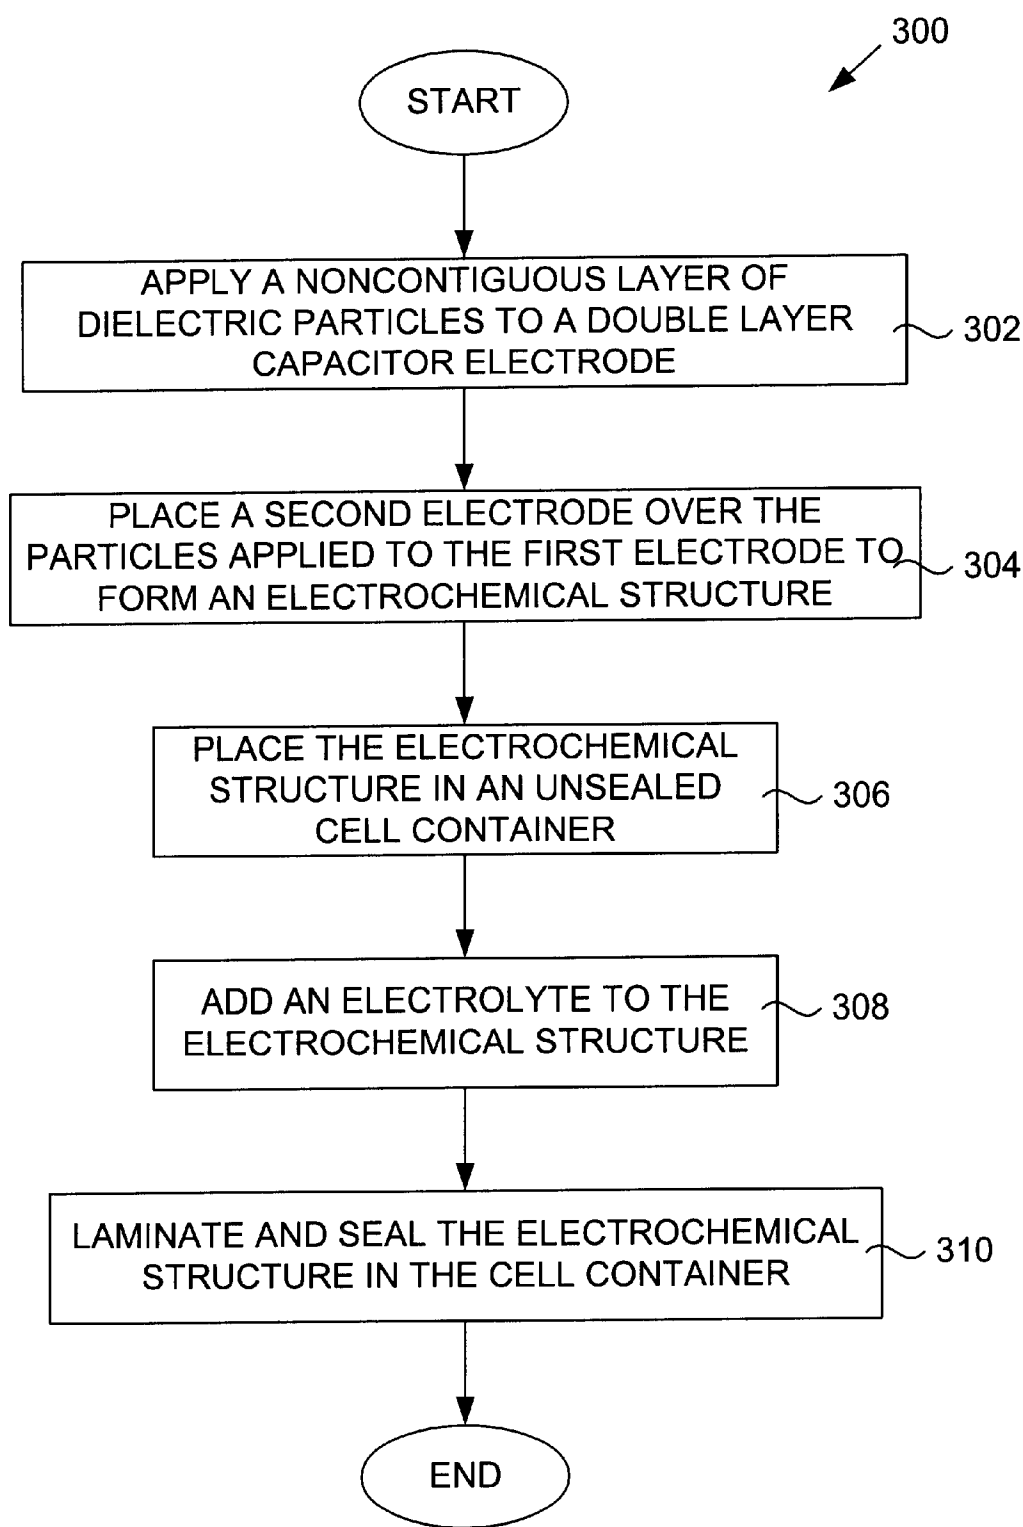 300
START
APPLY A NONCONTIGUOUS LAYER OF
DIELECTRIC PARTICLES TO A DOUBLE LAYER
CAPACITOR ELECTRODE
302
PLACE A SECOND ELECTRODE OVER THE
PARTICLES APPLIED TO THE FIRST ELECTRODE TO
FORM AN ELECTROCHEMICAL STRUCTURE
304
PLACE THE ELECTROCHEMICAL
STRUCTURE IN AN UNSEALED
CELL CONTAINER
306
ADD AN ELECTROLYTE TO THE
ELECTROCHEMICAL STRUCTURE
308
LAMINATE AND SEAL THE ELECTROCHEMICAL
STRUCTURE IN THE CELL CONTAINER
310
END